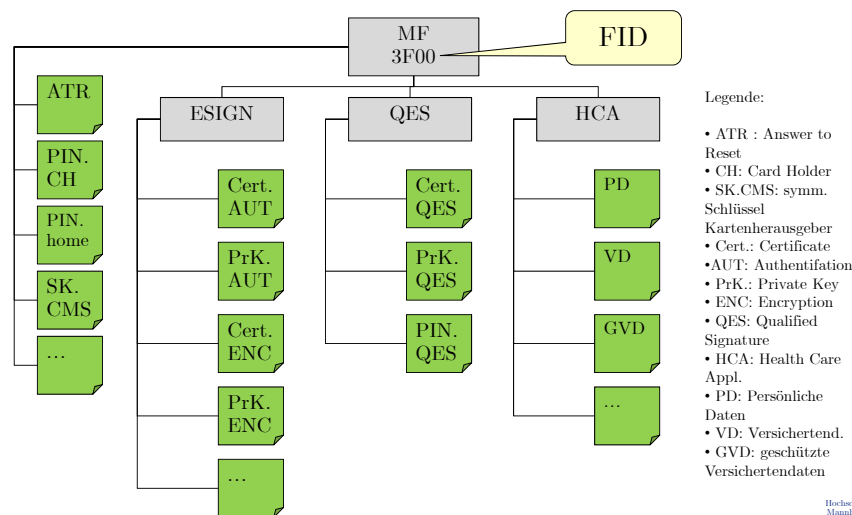 MF
3F00
FID
ATR
PIN.
CH
PIN.
home
SK.
CMS
...
ESIGN
Cert.
AUT
PrK.
AUT
Cert.
ENC
PrK.
ENC
...
QES
Cert.
QES
PrK.
QES
PIN.
QES
HCA
PD
VD
GVD
...
Legende:
• ATR : Answer to
Reset
• CH: Card Holder
• SK.CMS: symm.
Schlüssel
Kartenherausgeber
• Cert.: Certificate
•AUT: Authentifation
• PrK.: Private Key
• ENC: Encryption
• QES: Qualified
Signature
• HCA: Health Care
Appl.
• PD: Persönliche
Daten
• VD: Versichertend.
• GVD: geschützte
Versichertendaten